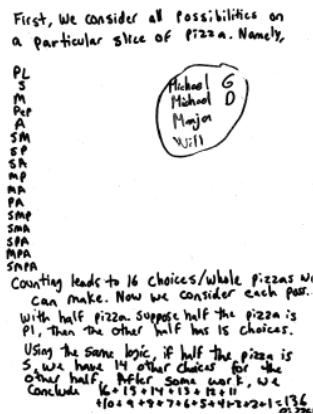 First, We consider all Possibilities on
a particular slice of pizza. Namely,
Michael G
Michael D
Manja
Will
PL
S
M
Pep
A
SM
SP
SA
MP
MA
PA
SMP
SMA
SPA
MPA
SMPA
Counting leads to 16 choices/whole pizzas w
can make. Now we consider each poss..
with half pizza. Suppose half the pizza is
Pl, then the other half has 15 choices.
Using the same logic, if half the pizza is
S, we have 14 other choices for the
other half. After some work, we
Conclude 16+15+14+13+12+11
+10+9+8+7+6+5+4+3+2+1=136